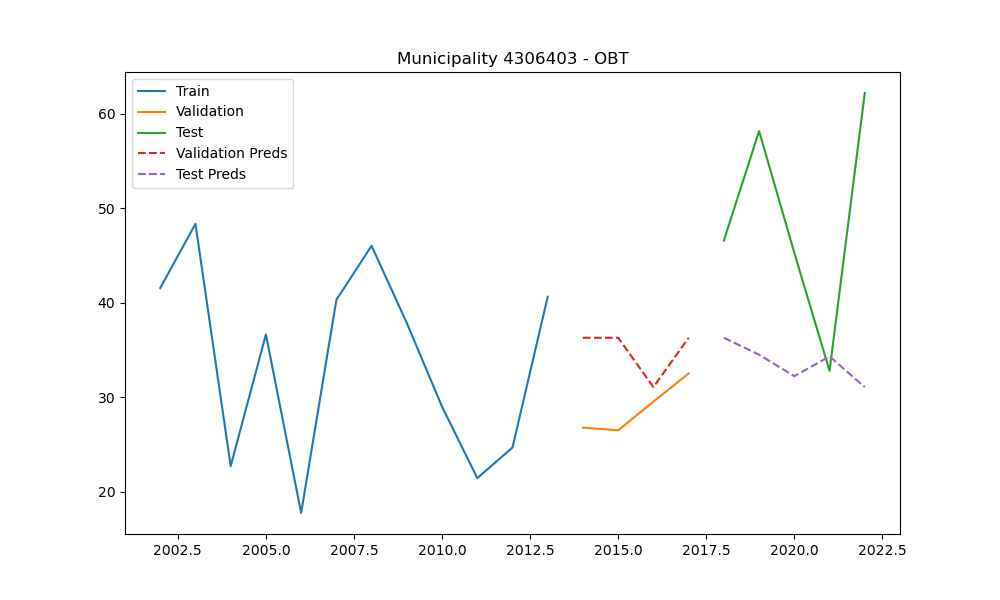 Municipality 4306403 - OBT
Train
Validation
Test
Validation Preds
Test Preds
60
50
40
30
20
2002.5 2005.0 2007.5 2010.0 2012.5 2015.0 2017.5 2020.0 2022.5